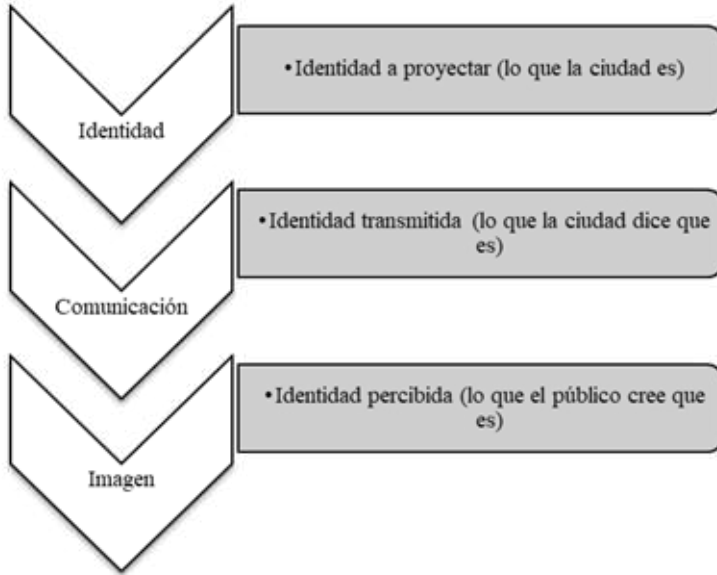 •Identidad a proyectar (lo que la ciudad es)
Identidad
•Identidad transmitida (lo que la ciudad dice que
es)
Comunicación
•Identidad percibida (lo que el público cree que
es)
Imagen